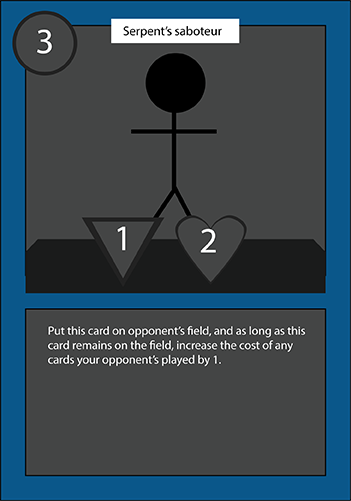 Serpent's saboteur
3
1
2
Put this card on opponent's field, and as long as this
card remains on the field, increase the cost of any
cards your opponent's played by 1.